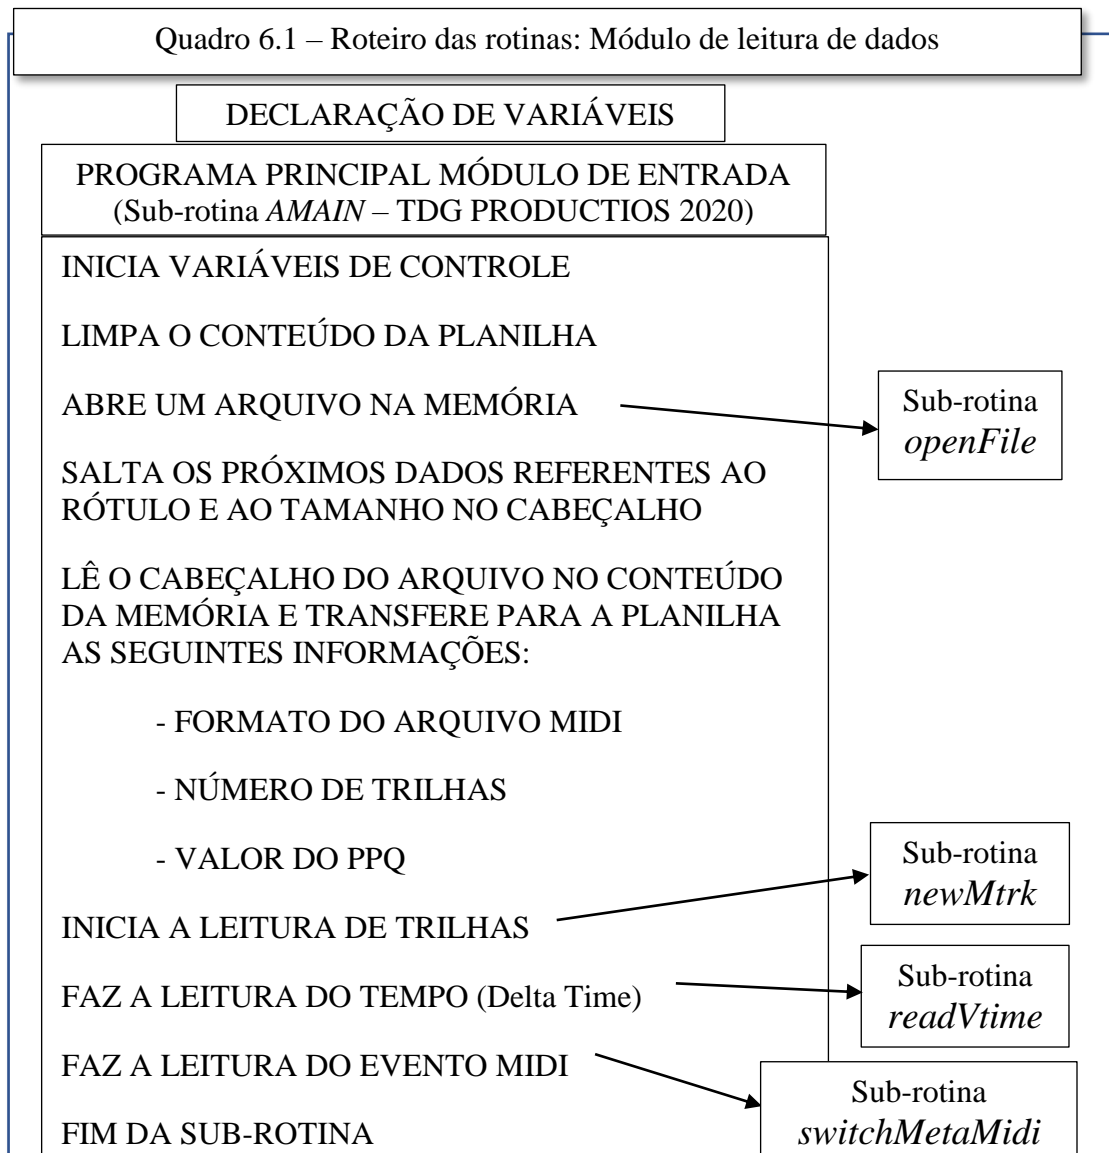 Quadro 6.1 – Roteiro das rotinas: Módulo de leitura de dados
DECLARAÇÃO DE VARIÁVEIS
PROGRAMA PRINCIPAL MÓDULO DE ENTRADA
(Sub-rotina AMAIN – TDG PRODUCTIOS 2020)
INICIA VARIÁVEIS DE CONTROLE
LIMPA O CONTEÚDO DA PLANILHA
ABRE UM ARQUIVO NA MEMÓRIA
Sub-rotina
openFile
SALTA OS PRÓXIMOS DADOS REFERENTES AO
RÓTULO E AO TAMANHO NO CABEÇALHO
LÊ O CABEÇALHO DO ARQUIVO NO CONTEÚDO
DA MEMÓRIA E TRANSFERE PARA A PLANILHA
AS SEGUINTES INFORMAÇÕES:
- FORMATO DO ARQUIVO MIDI
- NÚMERO DE TRILHAS
- VALOR DO PPQ
INICIA A LEITURA DE TRILHAS
Sub-rotina
newMtrk
FAZ A LEITURA DO TEMPO (Delta Time)
Sub-rotina
readVtime
FAZ A LEITURA DO EVENTO MIDI
Sub-rotina
switchMetaMidi
FIM DA SUB-ROTINA